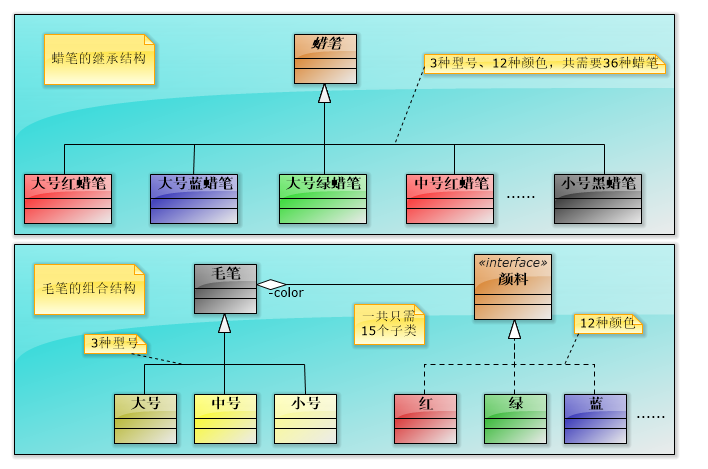 蜡笔的继承结构
蜡笔
3种型号、12种颜色，共需要36种蜡笔
大号红蜡笔
大号蓝蜡笔
大号绿蜡笔
中号红蜡笔
......
小号黑蜡笔
毛笔的组合结构
毛笔
-color
«interface»
颜料
一共只需
15个子类
12种颜色
3种型号
大号
中号
小号
红
绿
蓝
......